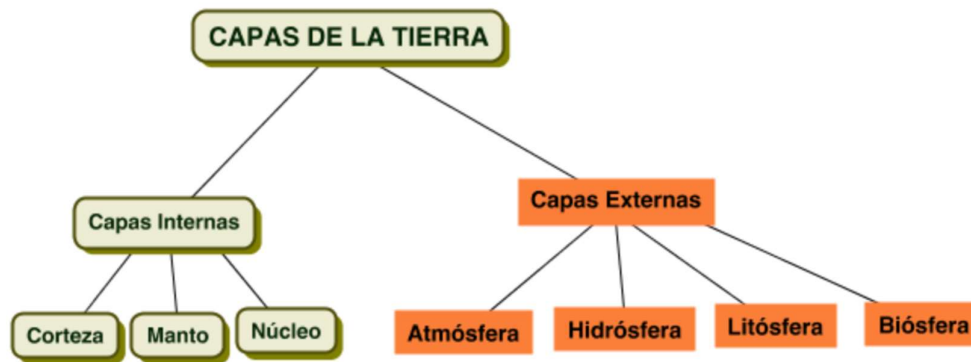 CAPAS DE LA TIERRA
Capas Internas
Capas Externas
Corteza
Manto
Núcleo
Atmósfera
Hidrósfera
Litósfera
Biósfera